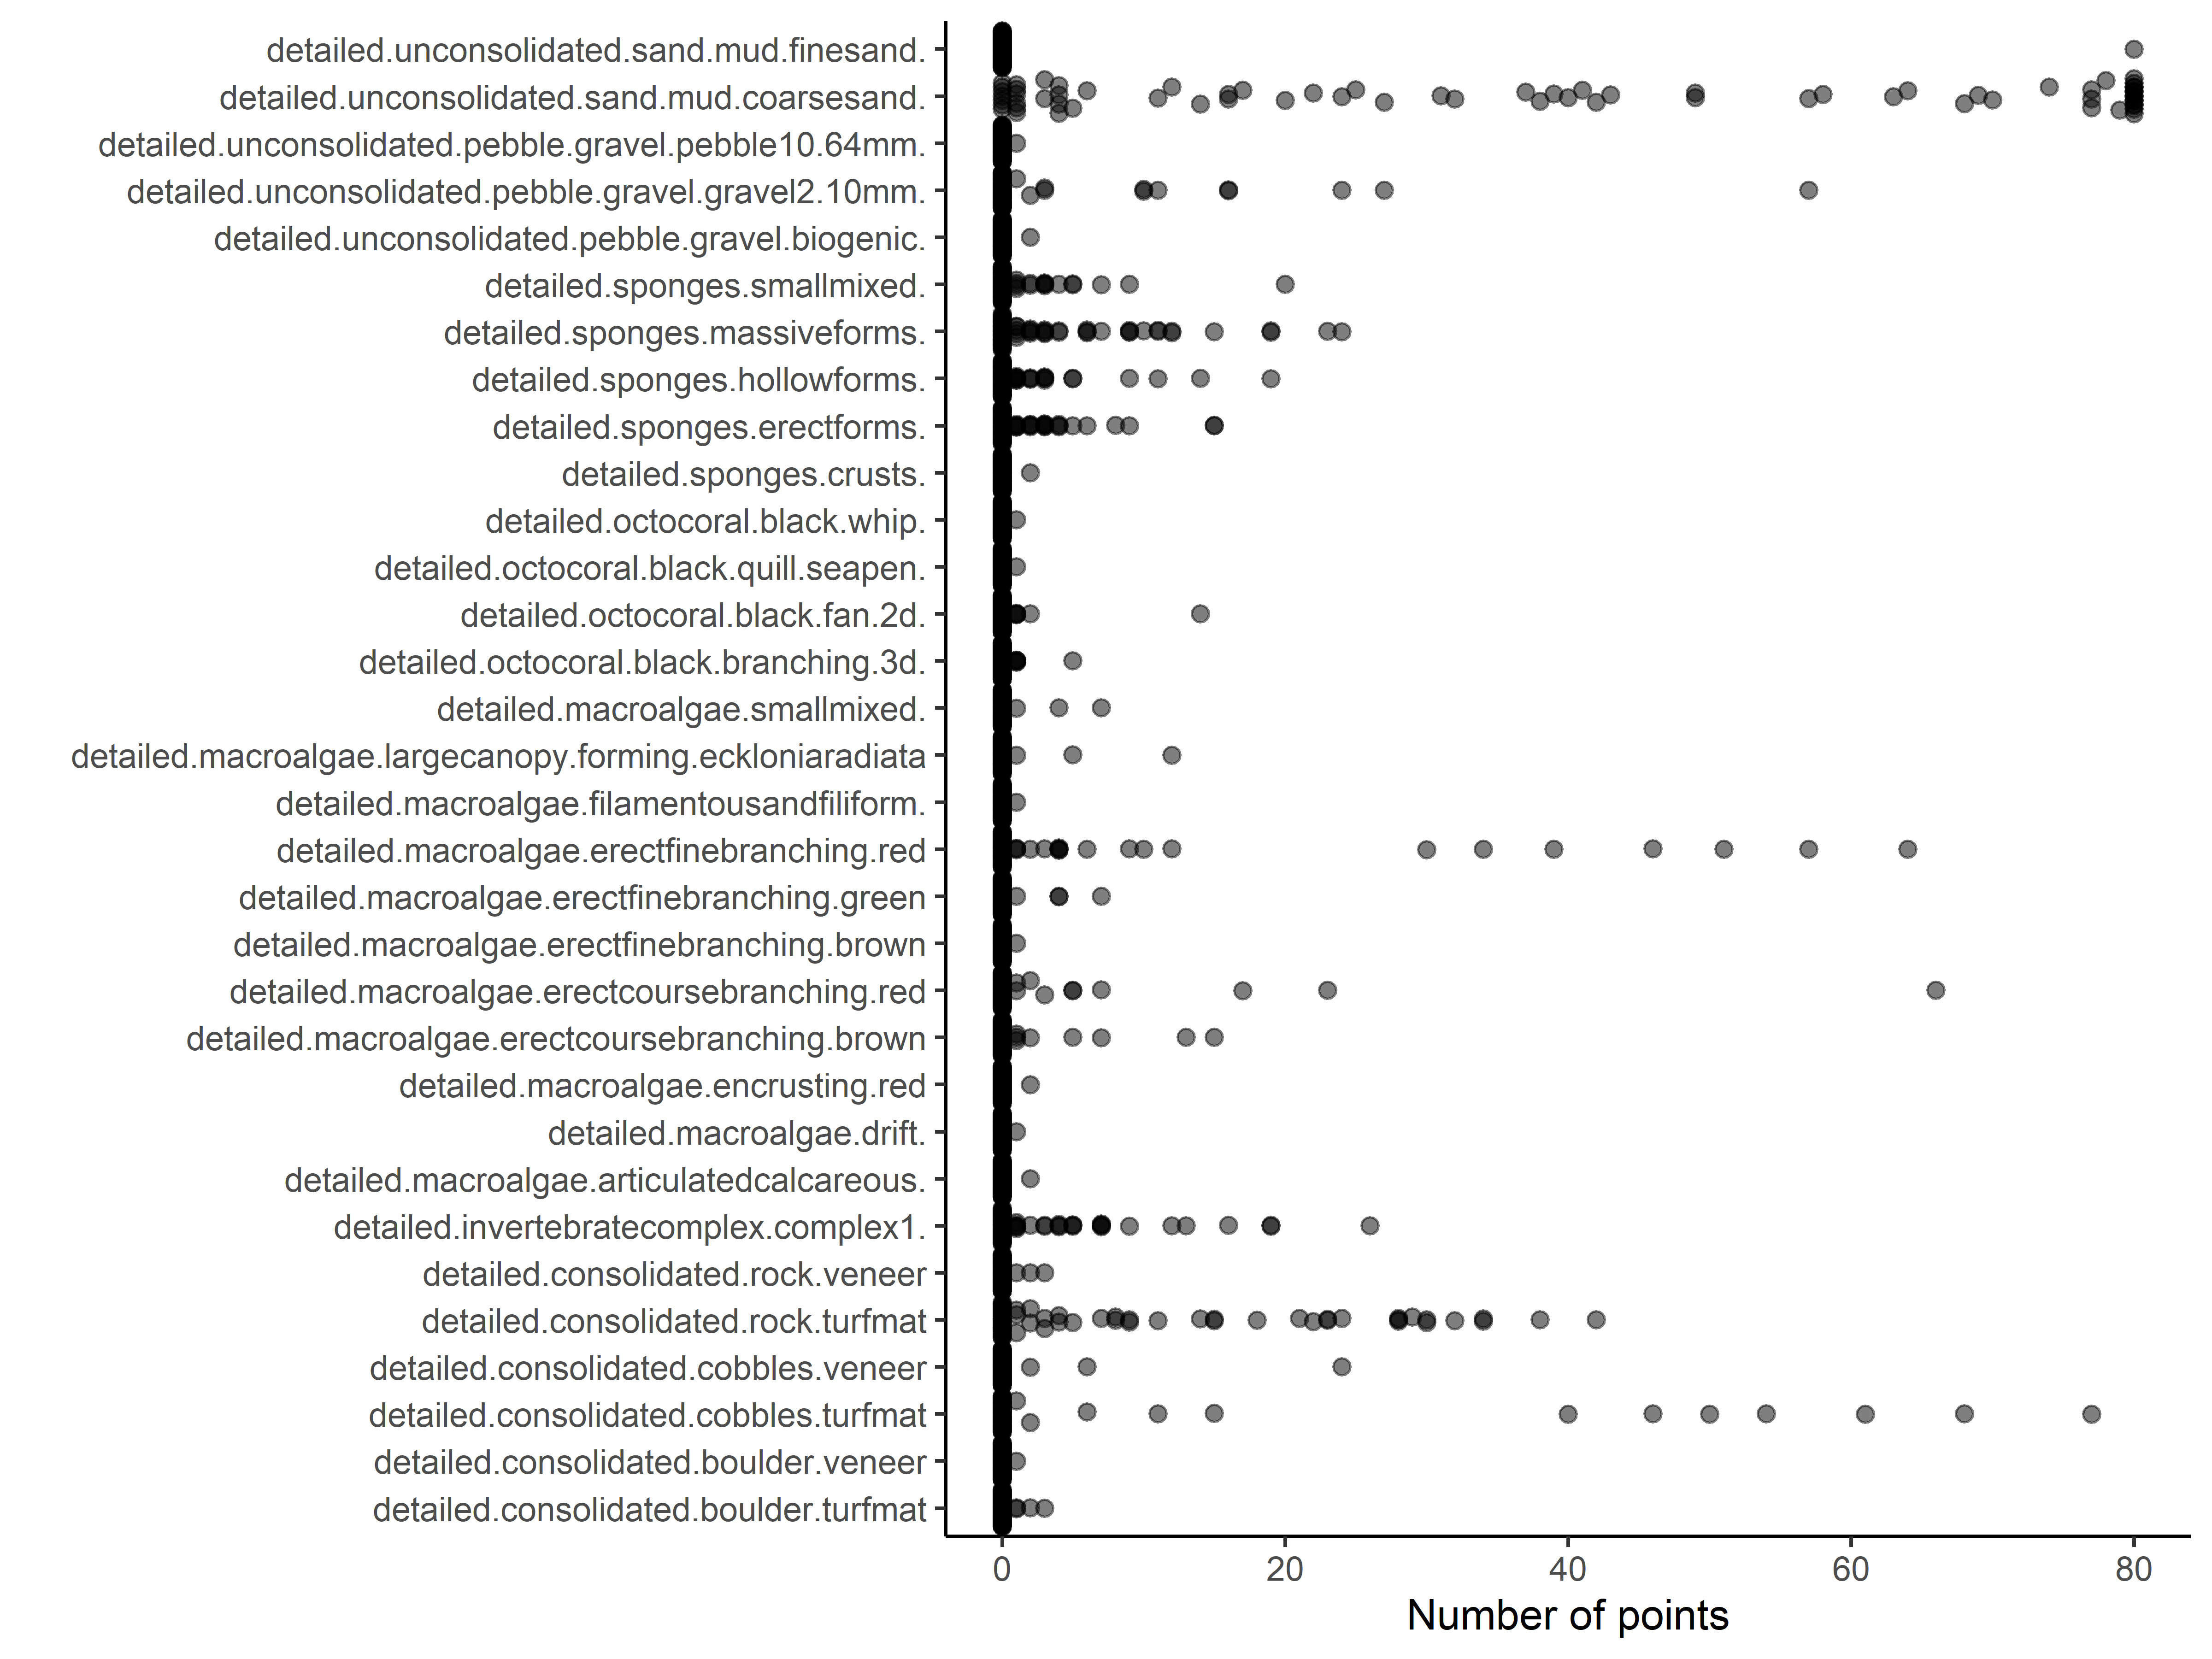 detailed.unconsolidated.sand.mud.finesand.
detailed.unconsolidated.sand.mud.coarsesand.
detailed.unconsolidated.pebble.gravel.pebble10.64mm.
detailed.unconsolidated.pebble.gravel.gravel2.10mm.
detailed.unconsolidated.pebble.gravel.biogenic.
detailed.sponges.smallmixed.
detailed.sponges.massiveforms.
detailed.sponges.hollowforms.
detailed.sponges.erectforms.
detailed.sponges.crusts.
detailed.octocoral.black.whip.
detailed.octocoral.black.quill.seapen.
detailed.octocoral.black.fan.2d.
detailed.octocoral.black.branching.3d.
detailed.macroalgae.smallmixed.
detailed.macroalgae.largecanopy.forming.eckloniaradiata
detailed.macroalgae.filamentousandfiliform.
detailed.macroalgae.erectfinebranching.red
detailed.macroalgae.erectfinebranching.green
detailed.macroalgae.erectfinebranching.brown
detailed.macroalgae.erectcoursebranching.red
detailed.macroalgae.erectcoursebranching.brown
detailed.macroalgae.encrusting.red
detailed.macroalgae.drift.
detailed.macroalgae.articulatedcalcareous.
detailed.invertebratecomplex.complex1.
detailed.consolidated.rock.veneer
detailed.consolidated.rock.turfmat
detailed.consolidated.cobbles.veneer
detailed.consolidated.cobbles.turfmat
detailed.consolidated.boulder.veneer
detailed.consolidated.boulder.turfmat
0 20 40 60 80
Number of points